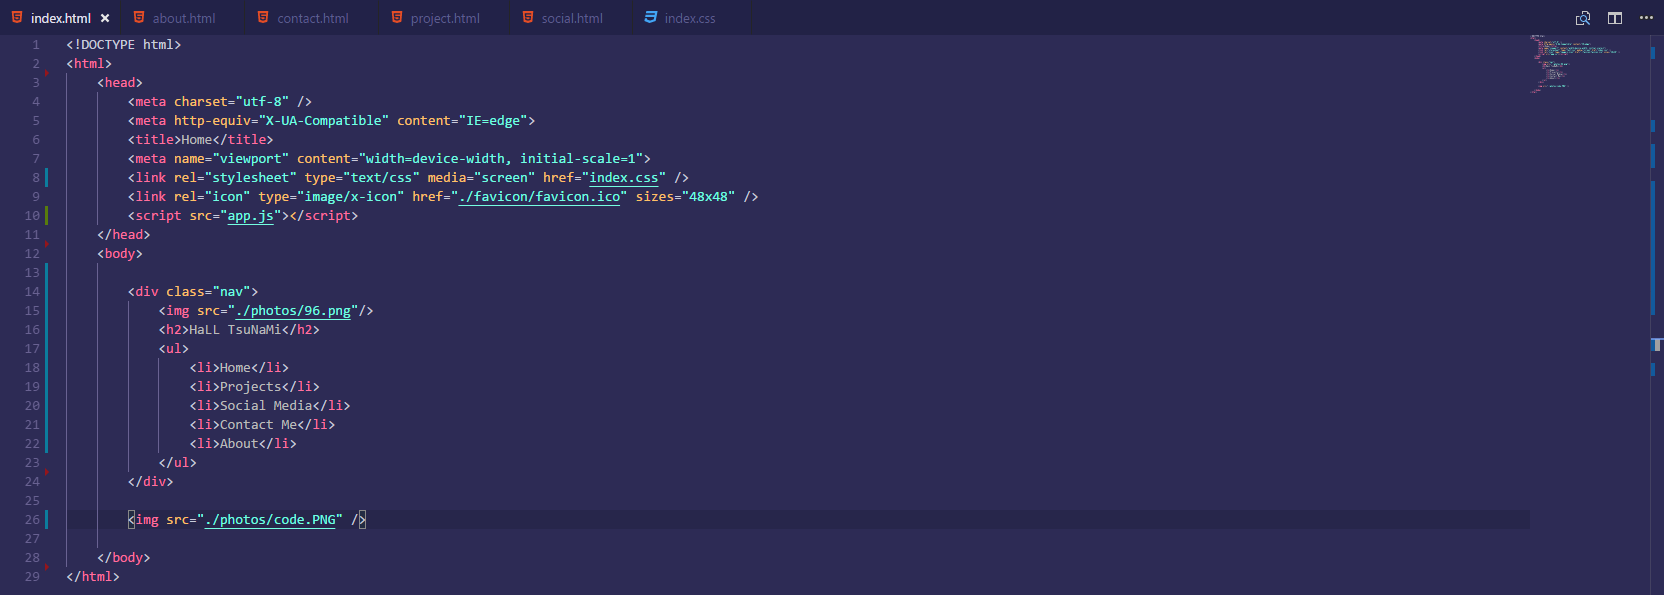 index.html × about.html contact.html project.html social.html index.css
1 <!DOCTYPE html>
2 <html>
3 <head>
4 <meta charset="utf-8" />
5 <meta http-equiv="X-UA-Compatible" content="IE=edge">
6 <title>Home</title>
7 <meta name="viewport" content="width=device-width, initial-scale=1">
8 <link rel="stylesheet" type="text/css" media="screen" href="index.css" />
9 <link rel="icon" type="image/x-icon" href="./favicon/favicon.ico" sizes="48x48" />
10 <script src="app.js"></script>
11 </head>
12 <body>
13
14 <div class="nav">
15 <img src="./photos/96.png"/>
16 <h2>HaLL TsuNaMi</h2>
17 <ul>
18 <li>Home</li>
19 <li>Projects</li>
20 <li>Social Media</li>
21 <li>Contact Me</li>
22 <li>About</li>
23 </ul>
24 </div>
25
26 <img src="./photos/code.PNG" />
27
28 </body>
29 </html>